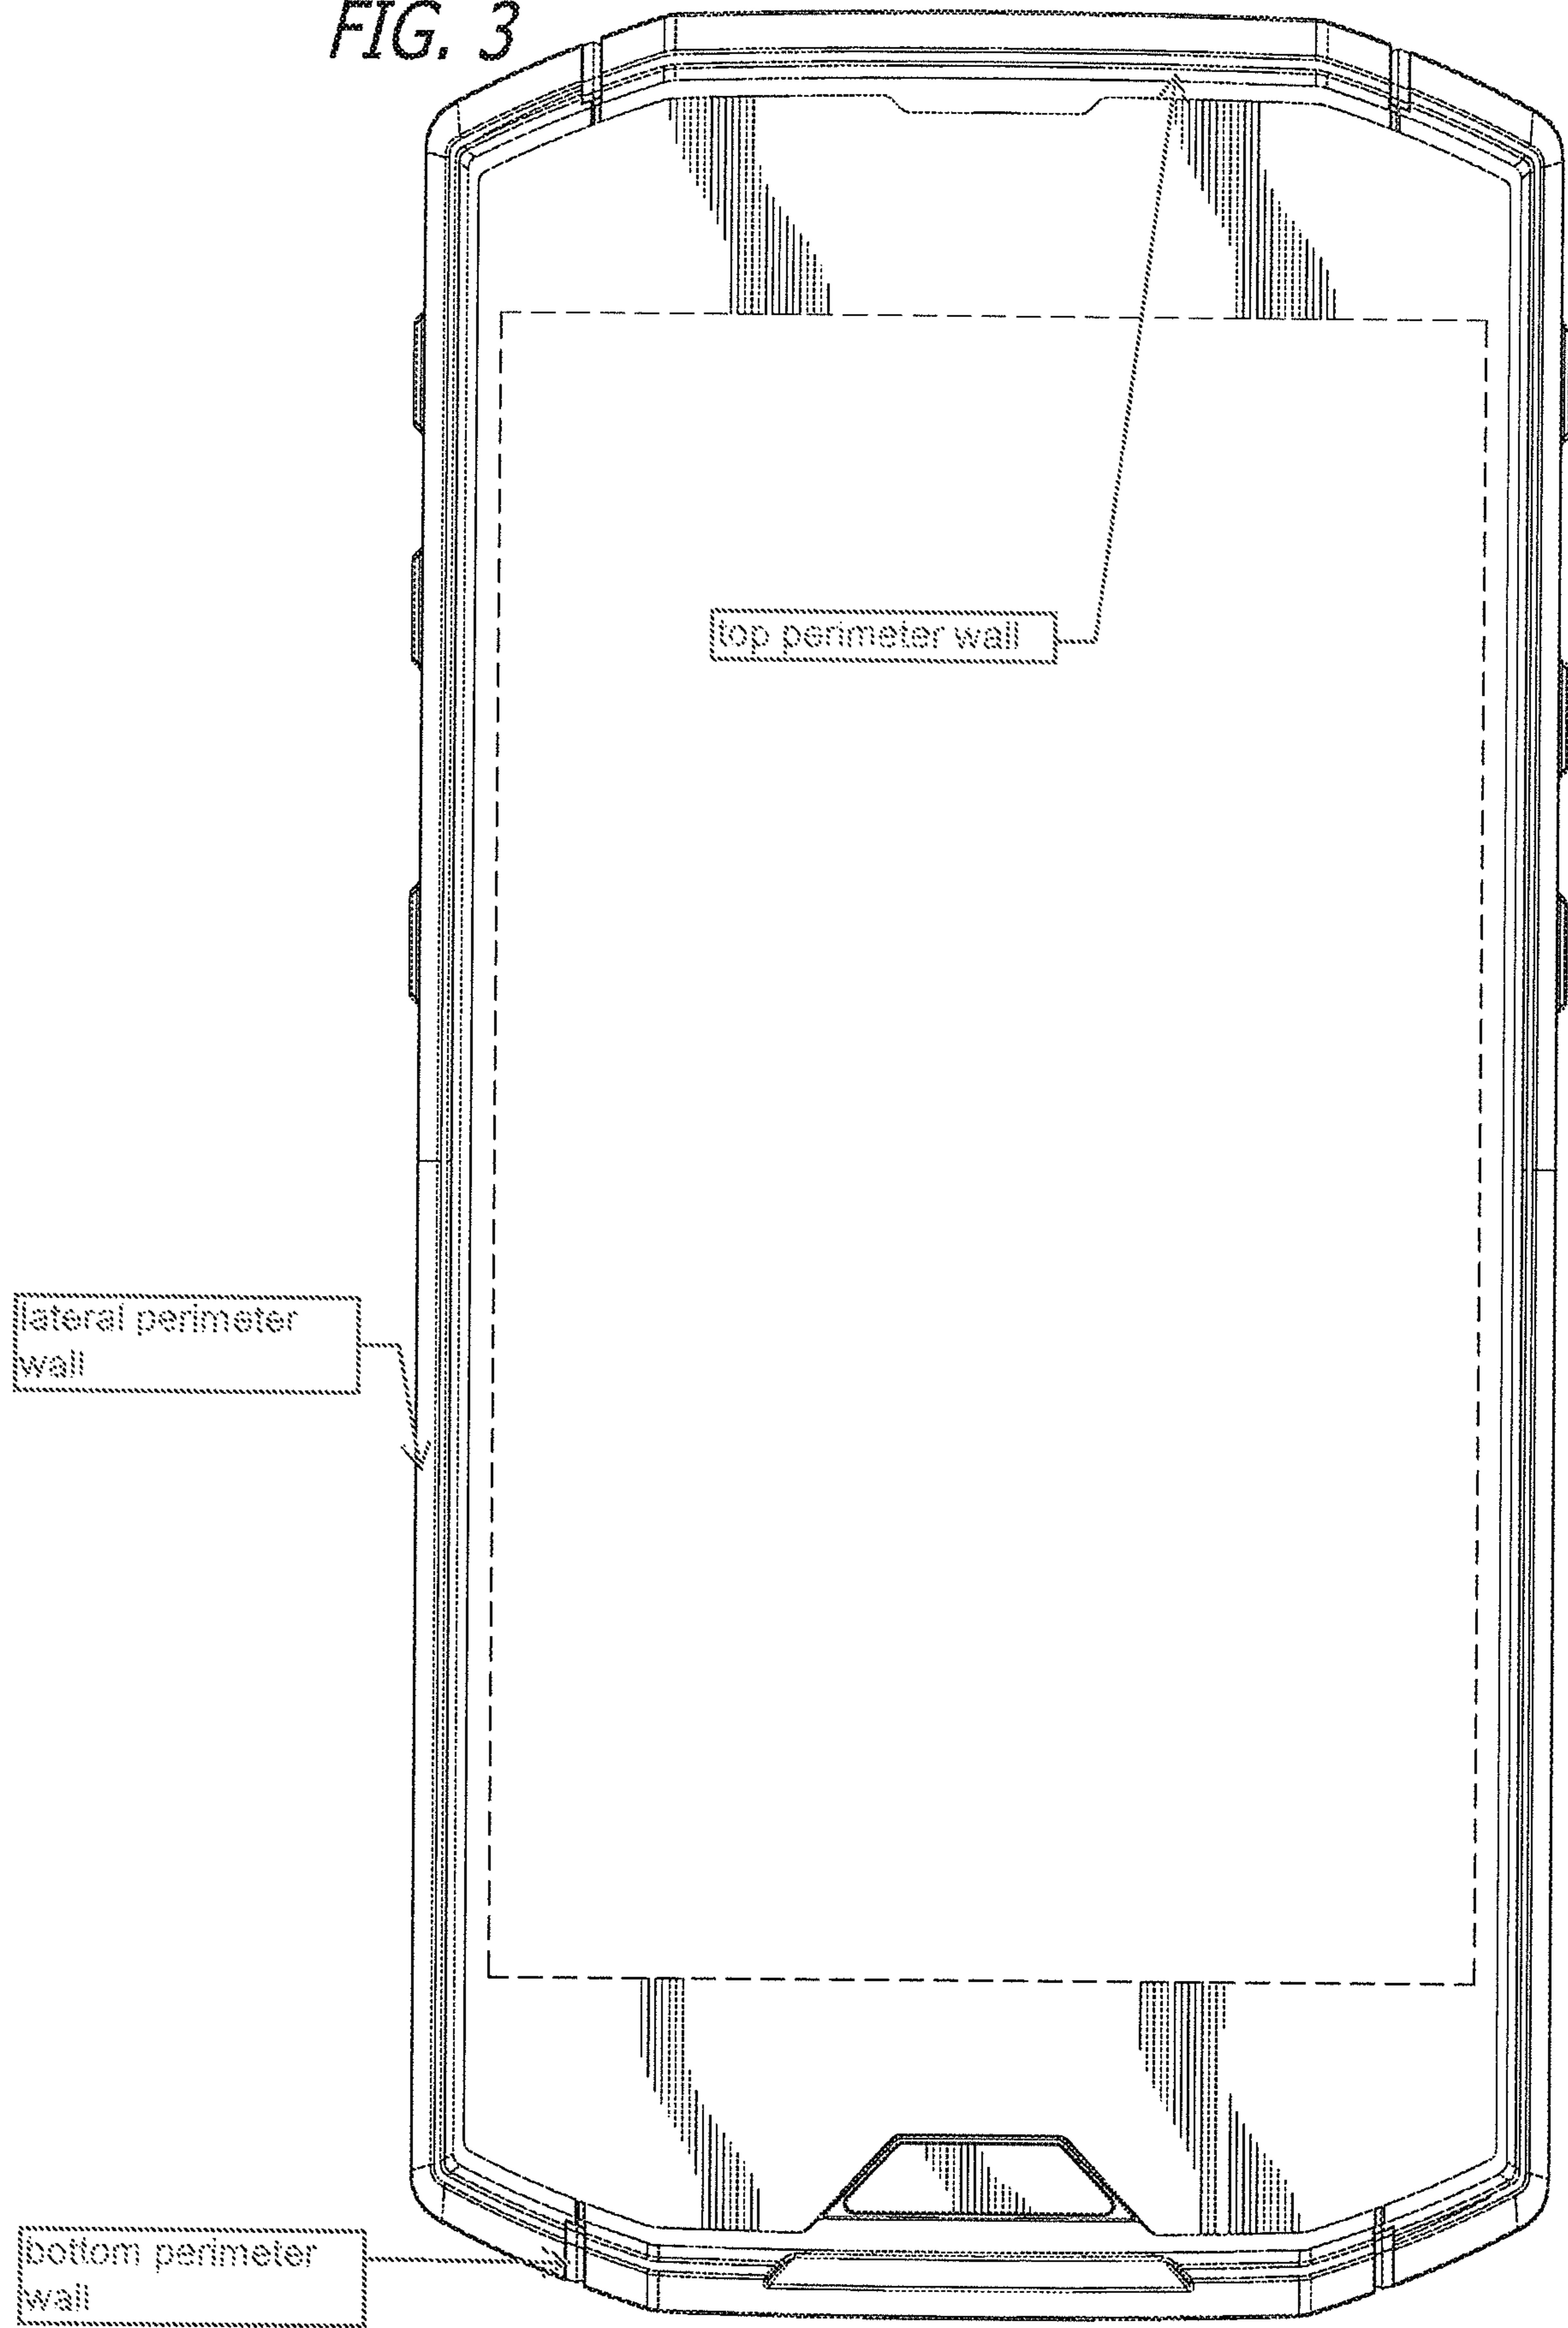 FIG. 3
top perimeter wall
lateral perimeter
wall
bottom perimeter
wall